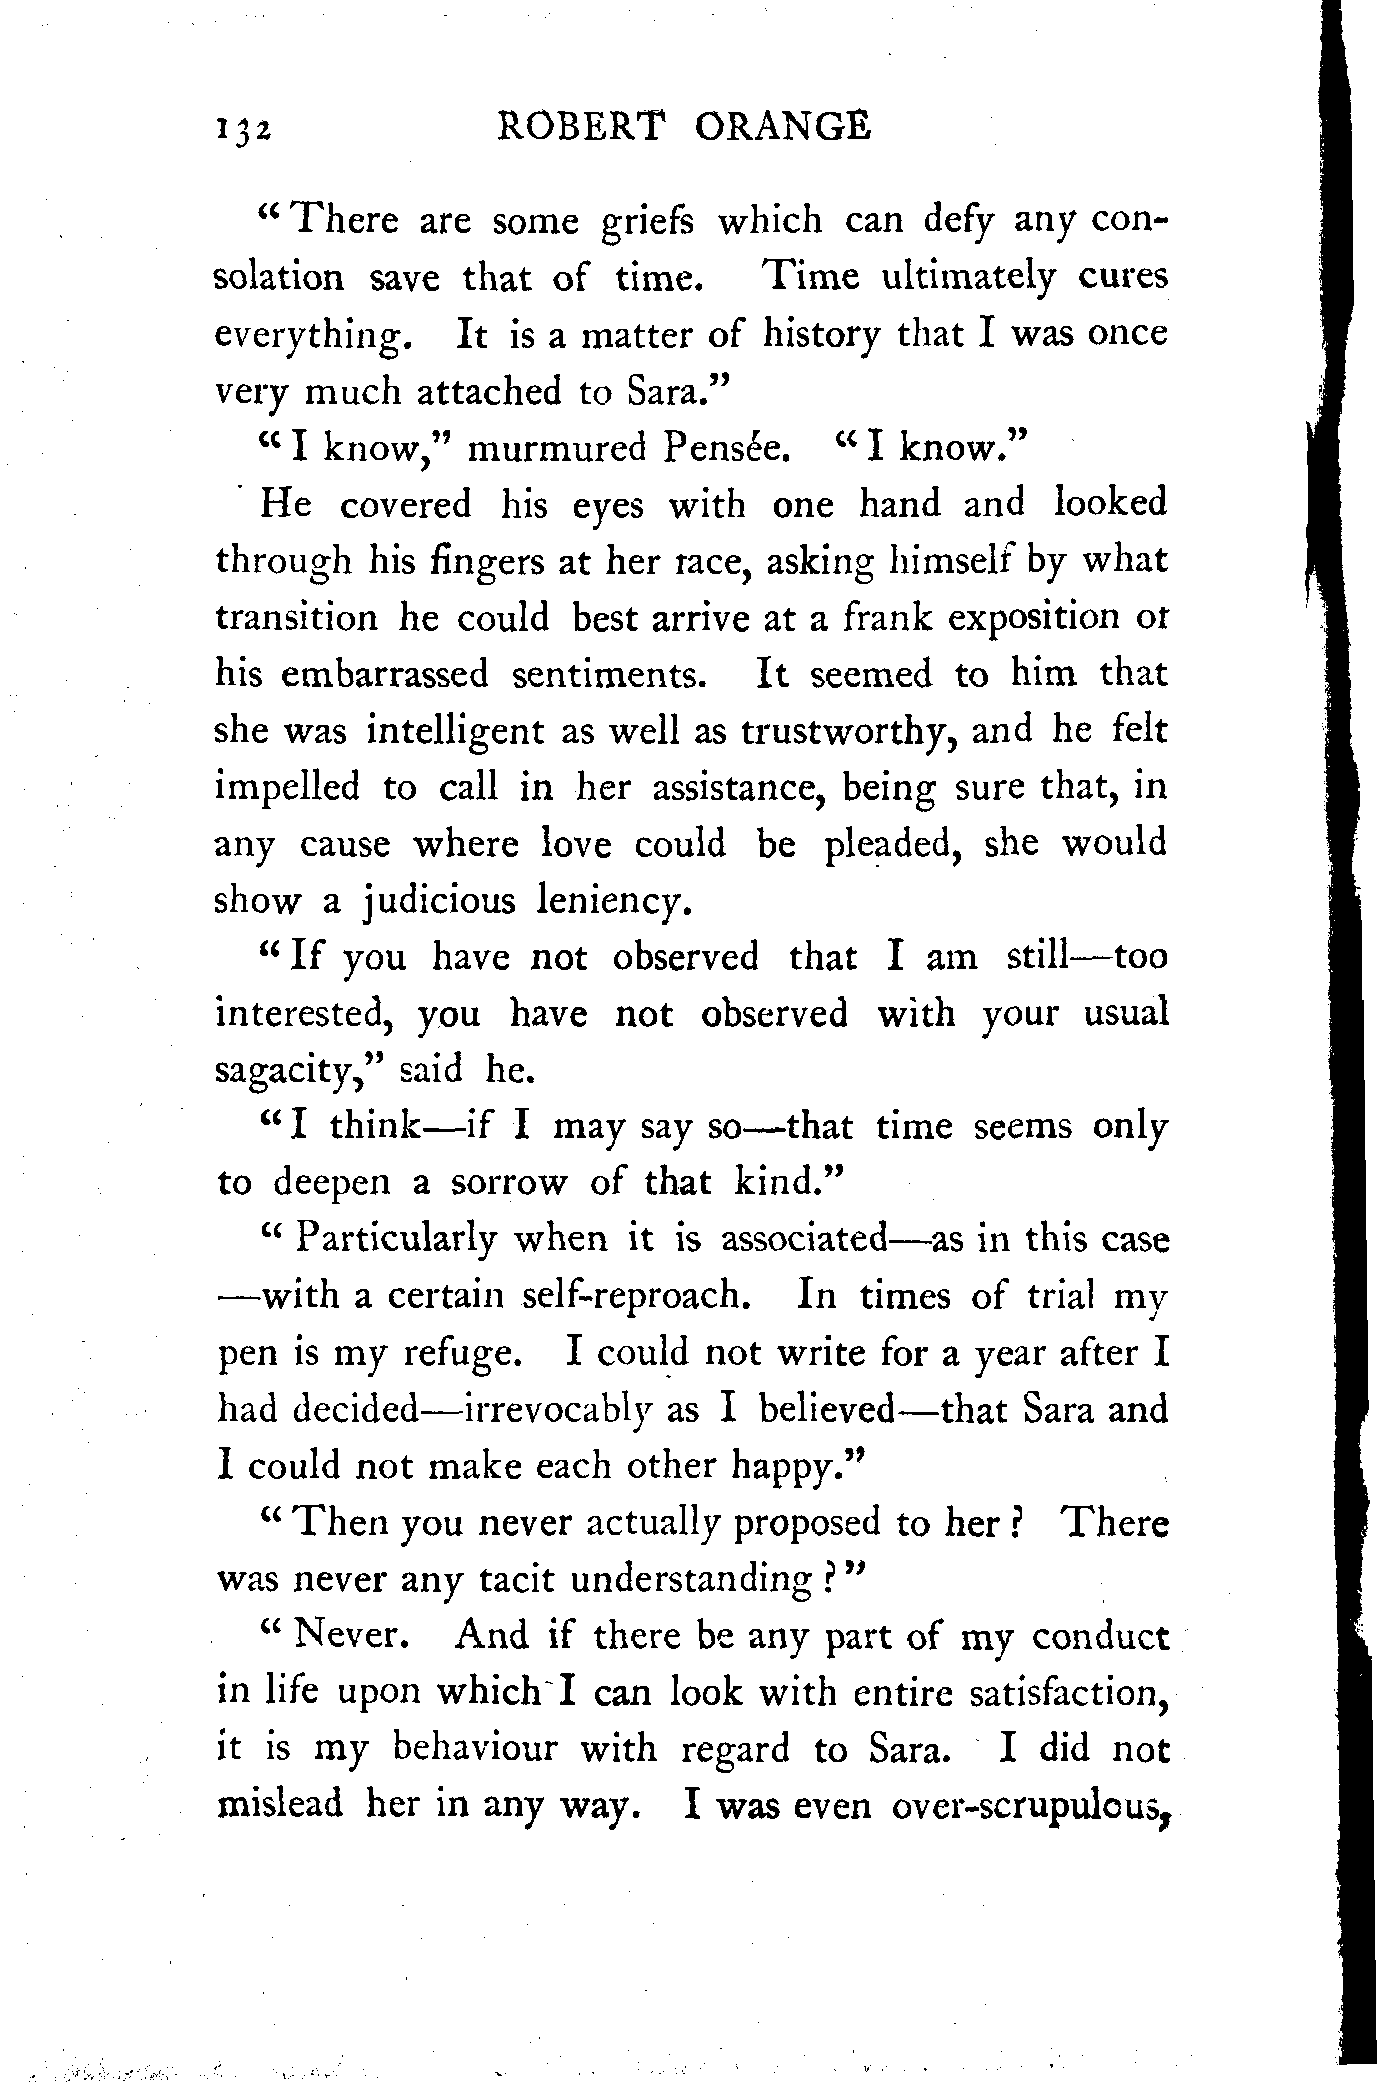 132 ROBERT ORANGE
"There are some griefs which can defy any con-
solation save that of time. Time ultimately cures
everything. It is a matter of history that I was once
very much attached to Sara."
"I know," murmured Pensée. "I know."
He covered his eyes with one hand and looked
through his fingers at her face, asking himself by what
transition he could best arrive at a frank exposition of
his embarrassed sentiments. It seemed to him that
she was intelligent as well as trustworthy, and he felt
impelled to call in her assistance, being sure that, in
any cause where love could be pleaded, she would
show a judicious leniency.
"If you have not observed that I am still—too
interested, you have not observed with your usual
sagacity," said he.
"I think—if I may say so—that time seems only
to deepen a sorrow of that kind."
"Particularly when it is associated—as in this case
—with a certain self-reproach. In times of trial my
pen is my refuge. I could not write for a year after I
had decided—irrevocably as I believed—that Sara and
I could not make each other happy."
"Then you never actually proposed to her? There
was never any tacit understanding?"
"Never. And if there be any part of my conduct
in life upon which I can look with entire satisfaction,
it is my behaviour with regard to Sara. I did not
mislead her in any way. I was even over-scrupulous,